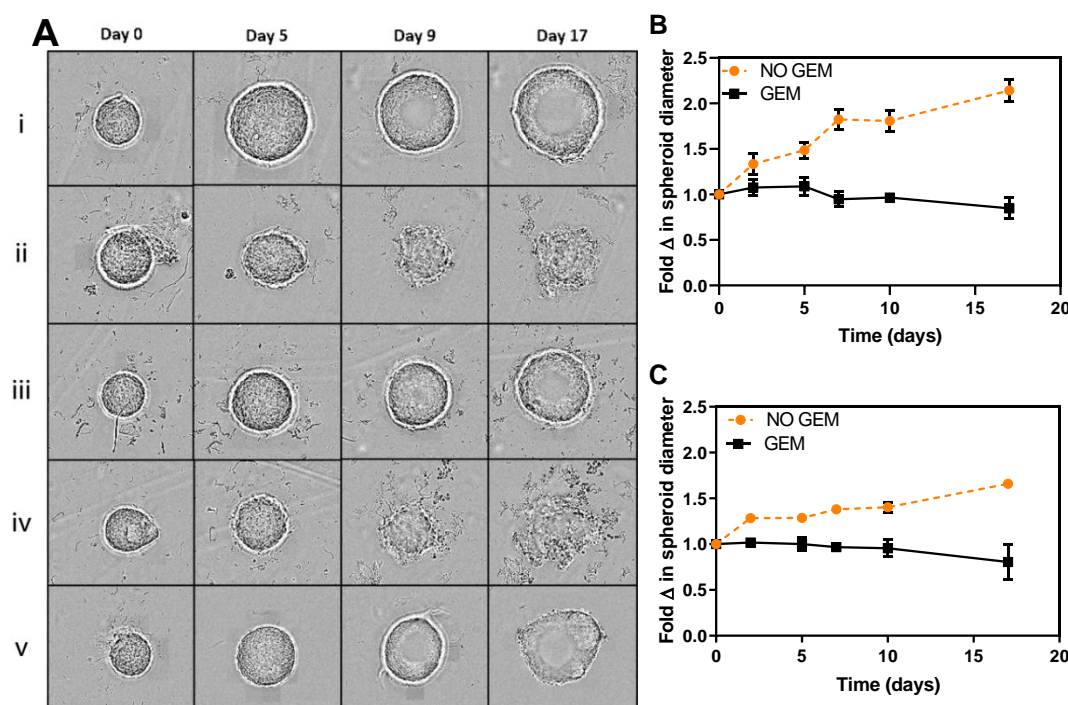 A
Day 0 Day 5 Day 9 Day 17
i
ii
iii
iv
v
B
NO GEM
GEM
Fold Δ in spheroid diameter
2.5
2.0
1.5
1.0
0.5
0.0
0 5 10 15 20
Time (days)
C
NO GEM
GEM
Fold Δ in spheroid diameter
2.5
2.0
1.5
1.0
0.5
0.0
0 5 10 15 20
Time (days)